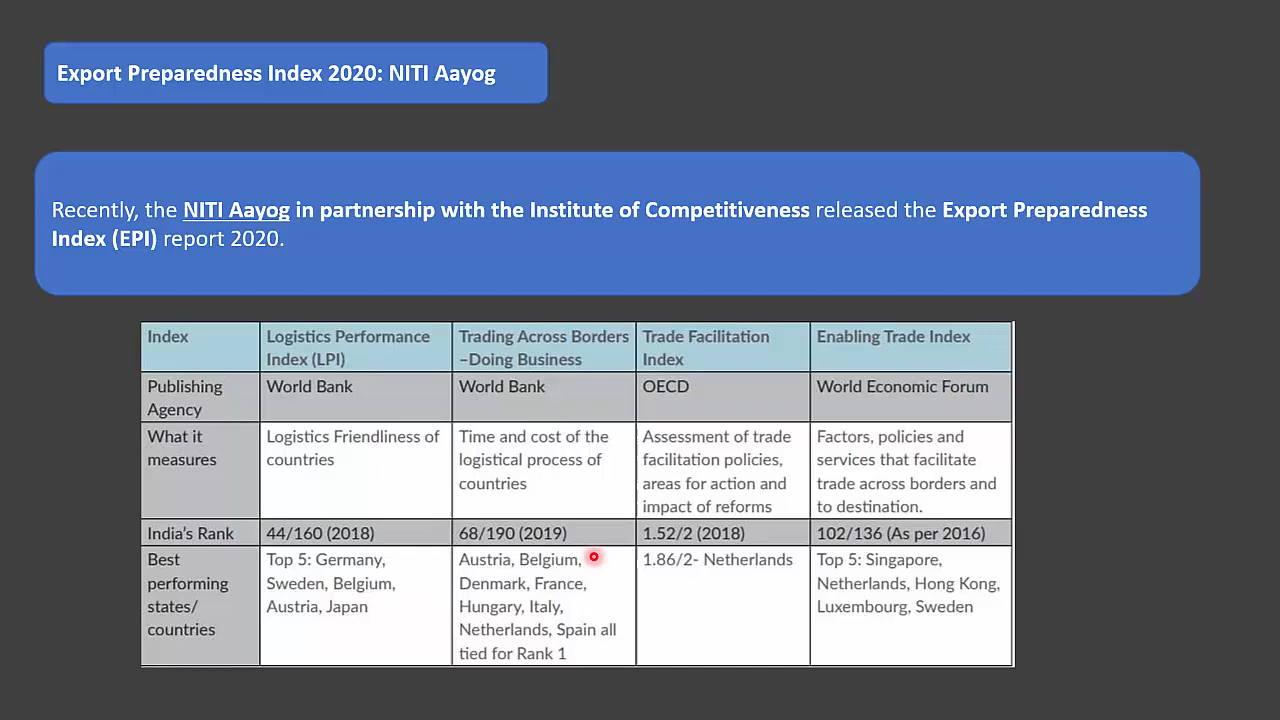 Export Preparedness Index 2020: NITI Aayog
Recently, the NITI Aayog in partnership with the Institute of Competitiveness released the Export Preparedness
Index (EPI) report 2020.
Index
Logistics Performance
Index (LPI)
Trading Across Borders
–Doing Business
Trade Facilitation
Index
Enabling Trade Index
Publishing
Agency
World Bank
World Bank
OECD
World Economic Forum
What it
measures
Logistics Friendliness of
countries
Time and cost of the
logistical process of
countries
Assessment of trade
facilitation policies,
areas for action and
impact of reforms
Factors, policies and
services that facilitate
trade across borders and
to destination.
India's Rank
44/160 (2018)
68/190 (2019)
1.52/2 (2018)
102/136 (As per 2016)
Best
performing
states/
countries
Top 5: Germany,
Sweden, Belgium,
Austria, Japan
Austria, Belgium,
Denmark, France,
Hungary, Italy,
Netherlands, Spain all
tied for Rank 1
1.86/2- Netherlands
Top 5: Singapore,
Netherlands, Hong Kong,
Luxembourg, Sweden